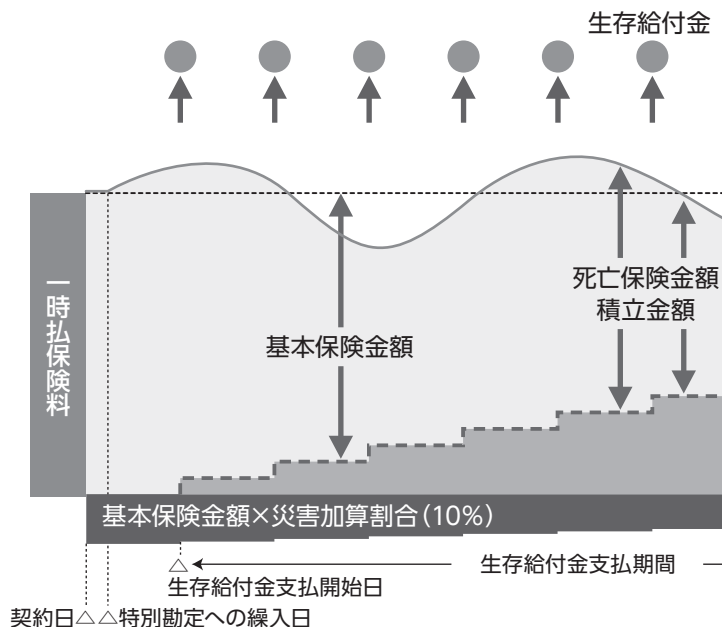 生存給付金
一時払保険料
死亡保険金額
積立金額
基本保険金額
基本保険金額×災害加算割合(10%)
生存給付金支払期間
生存給付金支払開始日
契約日△ △特別勘定への繰入日